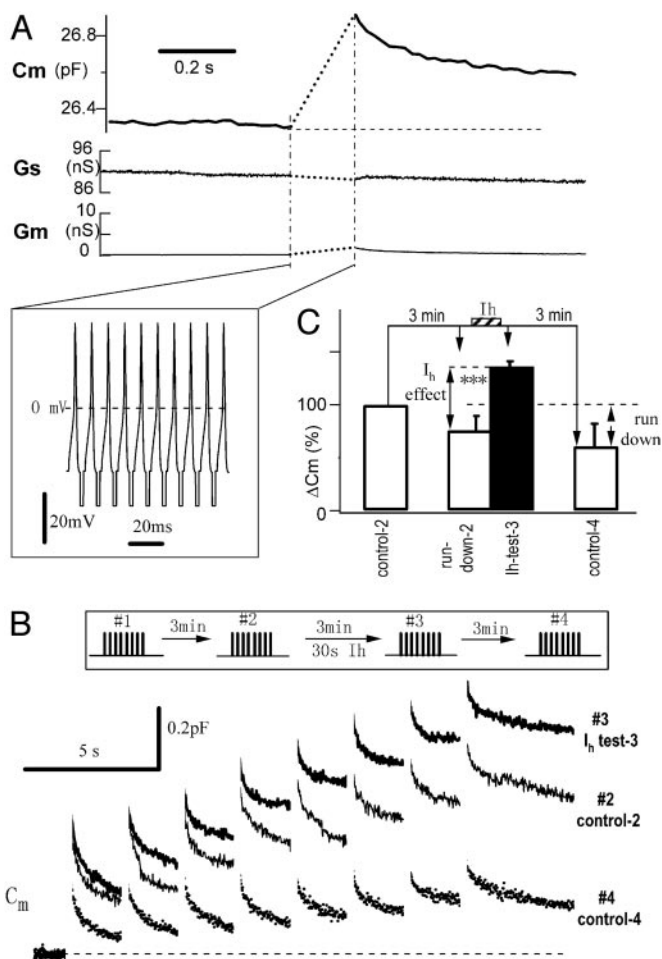 A
26.8
Cm (pF)
0.2 s
26.4
96
Gs (nS)
86
10
Gm (nS)
0
0 mV
20mV
20ms
C
Ih
3 min
3 min
Ih
effect
***
100
run
down
ΔCm (%)
0
control-2
run-
down-2
Ih-test-3
control-4
B
#1
#2
#3
#4
3min
3min
3min
30s Ih
0.2pF
5 s
#3
Ih test-3
#2
control-2
Cm
#4
control-4